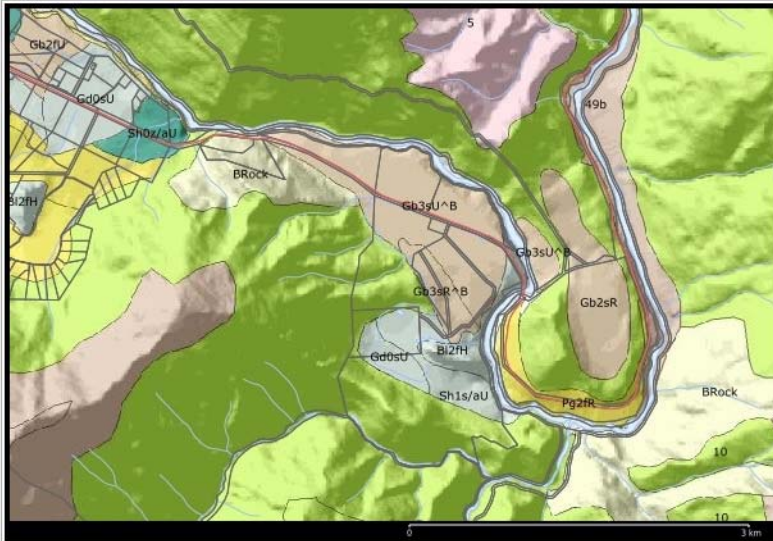 5
Gb2fU
Gd0sU
49b
Sh0z/aU
BRock
Bl2fH
Gb3sU^B
Gb3sU^B
Gb3sR^B
Gb2sR
Gd0sU
Bl2fH
Sh1s/aU
Pg2fR
BRock
10
10
0
3 km